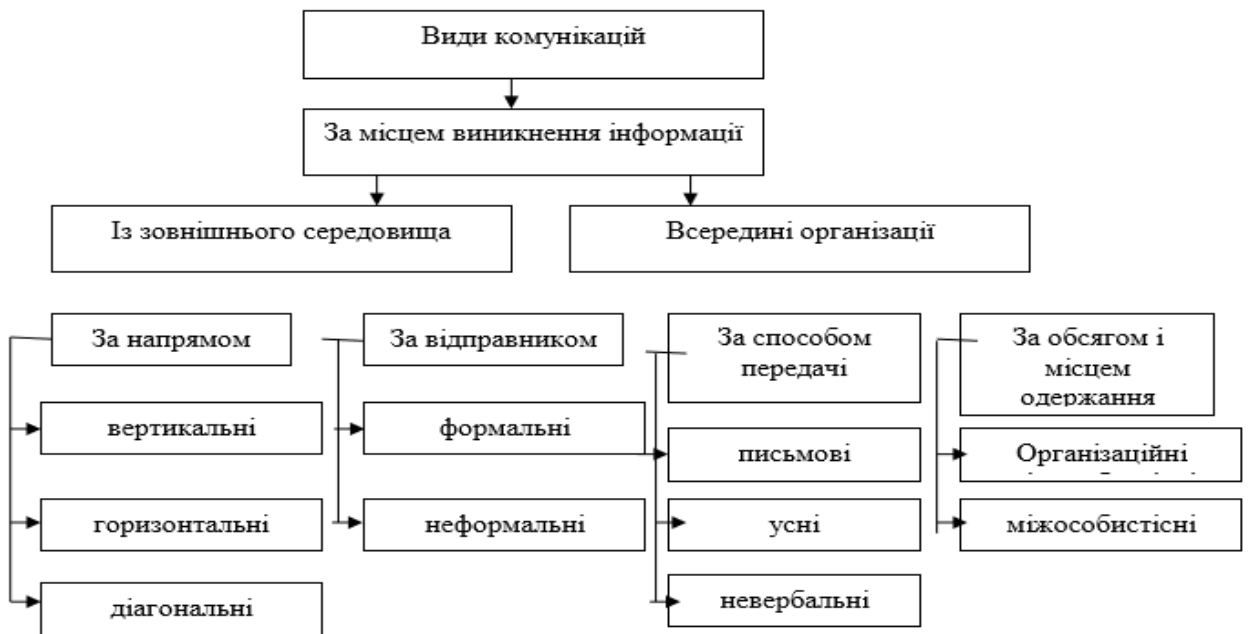 Види комунікацій
За місцем виникнення інформації
Із зовнішнього середовища
Всередині організації
За напрямом
вертикальні
горизонтальні
діагональні
За відправником
формальні
неформальні
За способом
передачі
письмові
усні
невербальні
За обсягом і
місцем
одержання
Організаційні
міжособистісні